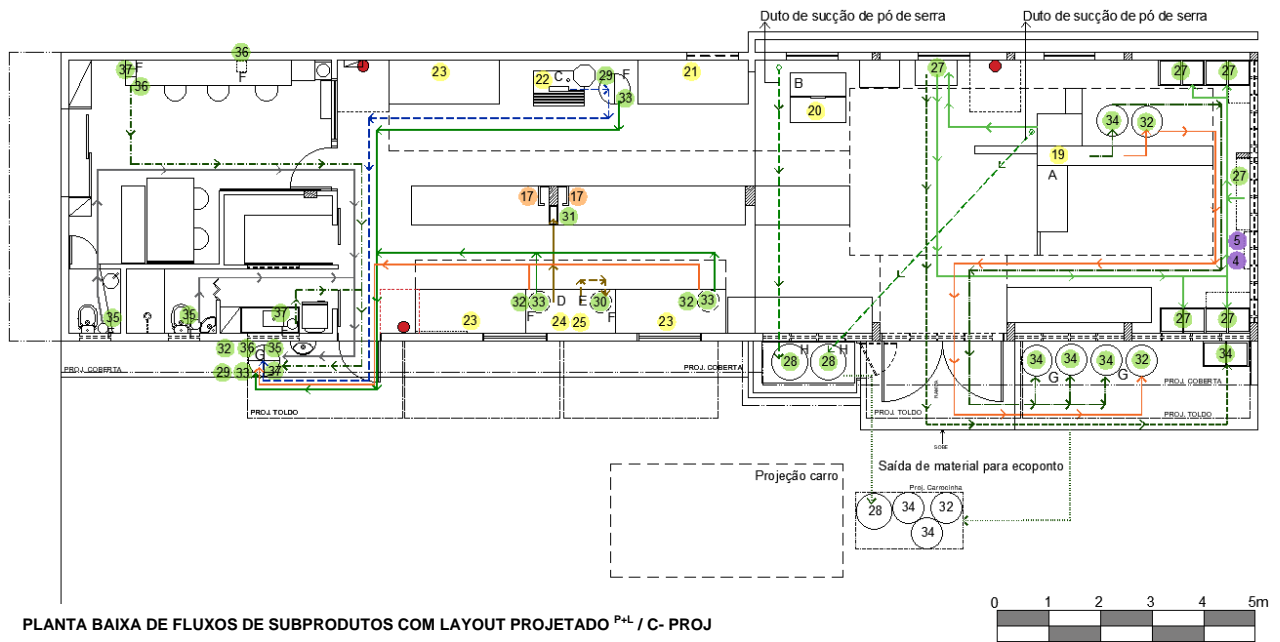 Duto de sucção de pó de serra
Duto de sucção de pó de serra
36
37
F
36
F
23
22
C
29
F
33
21
B
20
27
27
27
34
32
19
A
27
5
4
17
17
31
32
33
D
E
30
32
33
F
F
23
24
25
23
35
35
37
27
27
32
36
35
G
29
33
37
H
H
28
28
34
34
34
32
34
G
G
PROJ. COBERTA
PROJ. COBERTA
PROJ. COBERTA
PROJ. TOLDO
PROJ. TOLDO
PROJ. TOLDO
SOBE
Projeção carro
Saída de material para ecoponto
Proj. Carrocinha
28
34
32
34
0 1 2 3 4 5m
PLANTA BAIXA DE FLUXOS DE SUBPRODUTOS COM LAYOUT PROJETADO P+L / C- PROJ